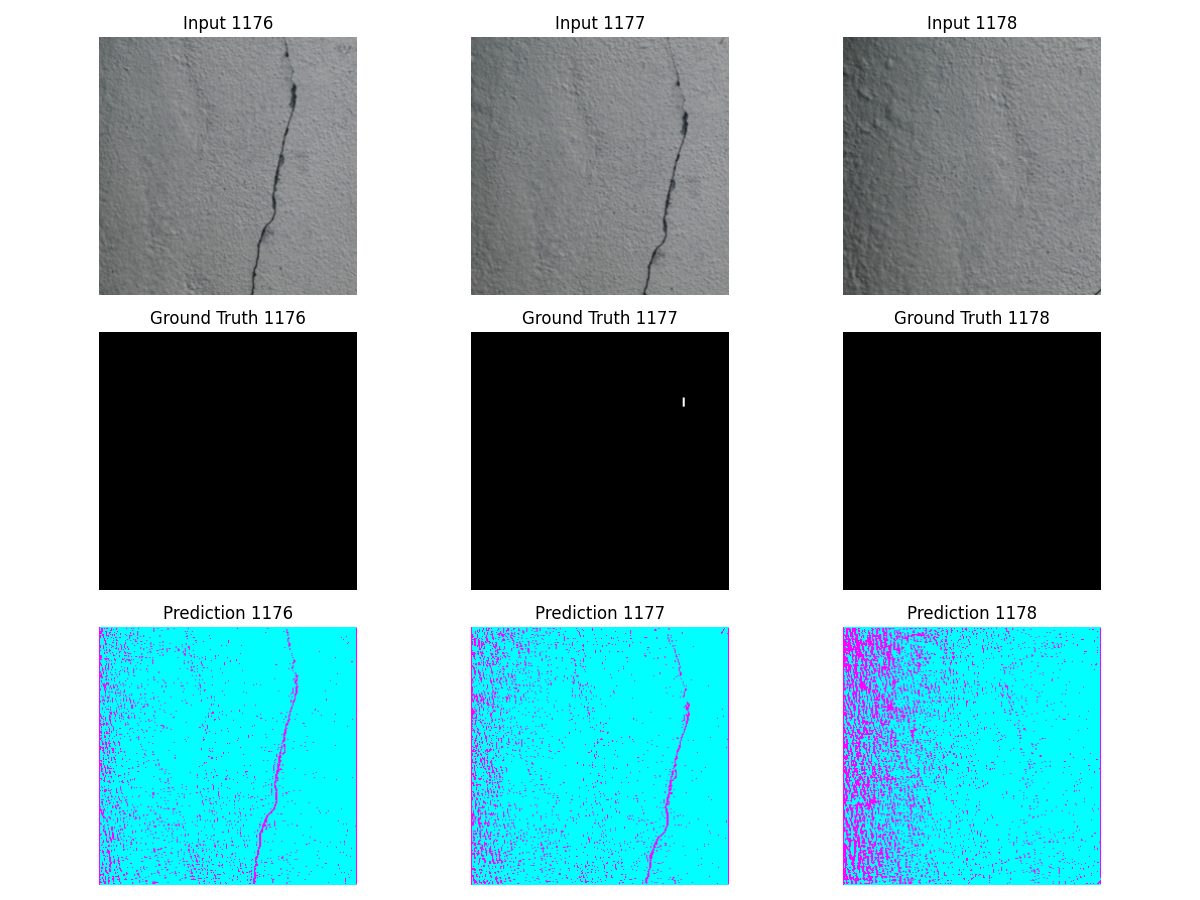 Input 1176
Input 1177
Input 1178
Ground Truth 1176
Ground Truth 1177
Ground Truth 1178
Prediction 1176
Prediction 1177
Prediction 1178